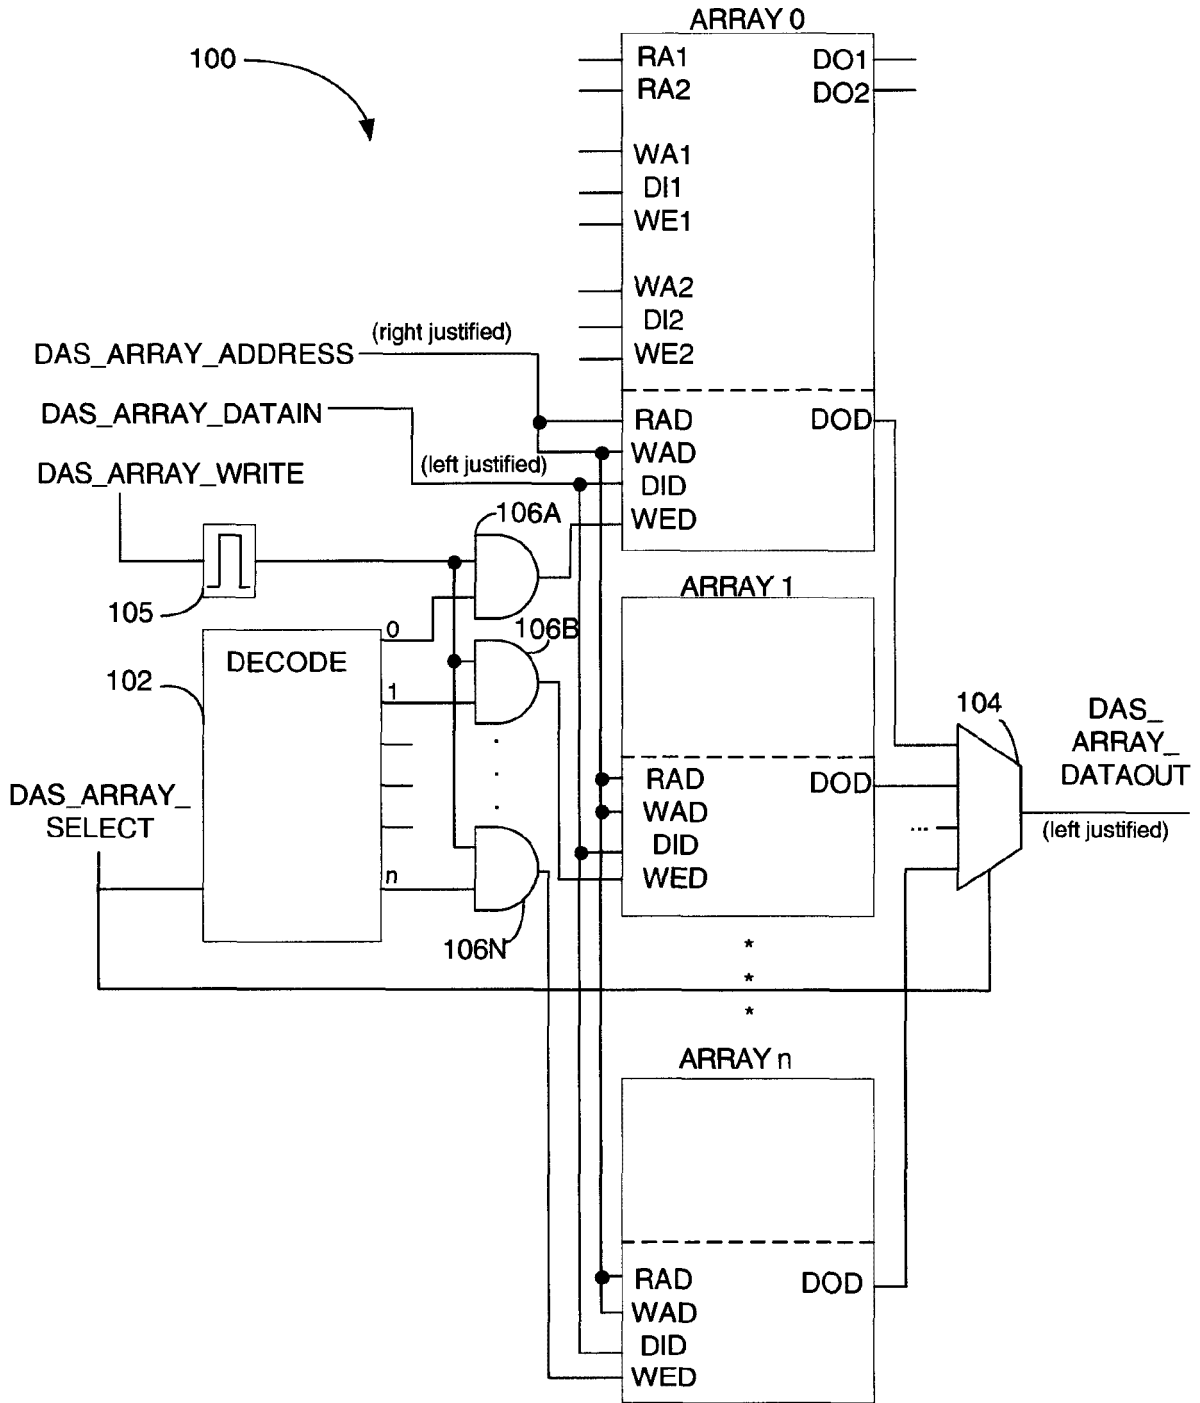 ARRAY 0
100
RA1
DO1
RA2
DO2
WA1
DI1
WE1
WA2
DI2
WE2
(right justified)
DAS_ARRAY_ADDRESS
DAS_ARRAY_DATAIN
RAD
DOD
WAD
(left justified)
DAS_ARRAY_WRITE
DID
WED
106A
105
ARRAY 1
0
106B
DECODE
102
1
104
DAS_
ARRAY_
DATAOUT
RAD
DOD
DAS_ARRAY_
SELECT
WAD
...
(left justified)
DID
n
WED
106N
*
*
*
ARRAY n
RAD
DOD
WAD
DID
WED